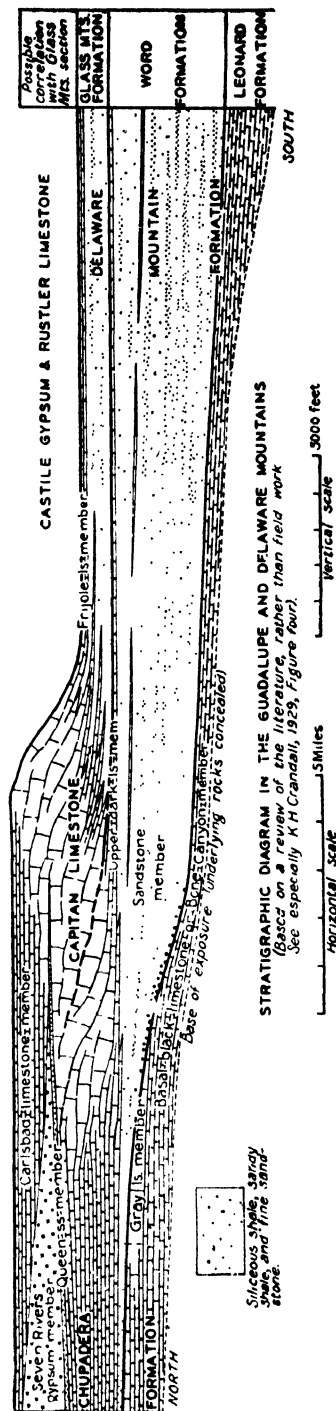 Possible
correlation
with Glass
Mts. section
GLASS MTS.
FORMATION
WORD
FORMATION
LEONARD
FORMATION
CASTILE GYPSUM & RUSTLER LIMESTONE
DELAWARE
MOUNTAIN
FORMATION
SOUTH
Frijole ls member
CAPITAN LIMESTONE
Upper dark ls mem
Sandstone
member
Carlsbad limestone member
Seven Rivers
gypsum member
Queen ss member
CHUPADERA
FORMATION
Gray ls member
Basal black limestone or Bone Canyon member
Base of exposure (underlying rocks concealed)
NORTH
STRATIGRAPHIC DIAGRAM IN THE GUADALUPE AND DELAWARE MOUNTAINS
(Based on a review of the literature, rather than field work
See especially K H Crandall, 1929, Figure four).
Siliceous shale, sandy
shale, and fine sand-
stone.
5 Miles
Horizontal scale
3000 feet
Vertical scale